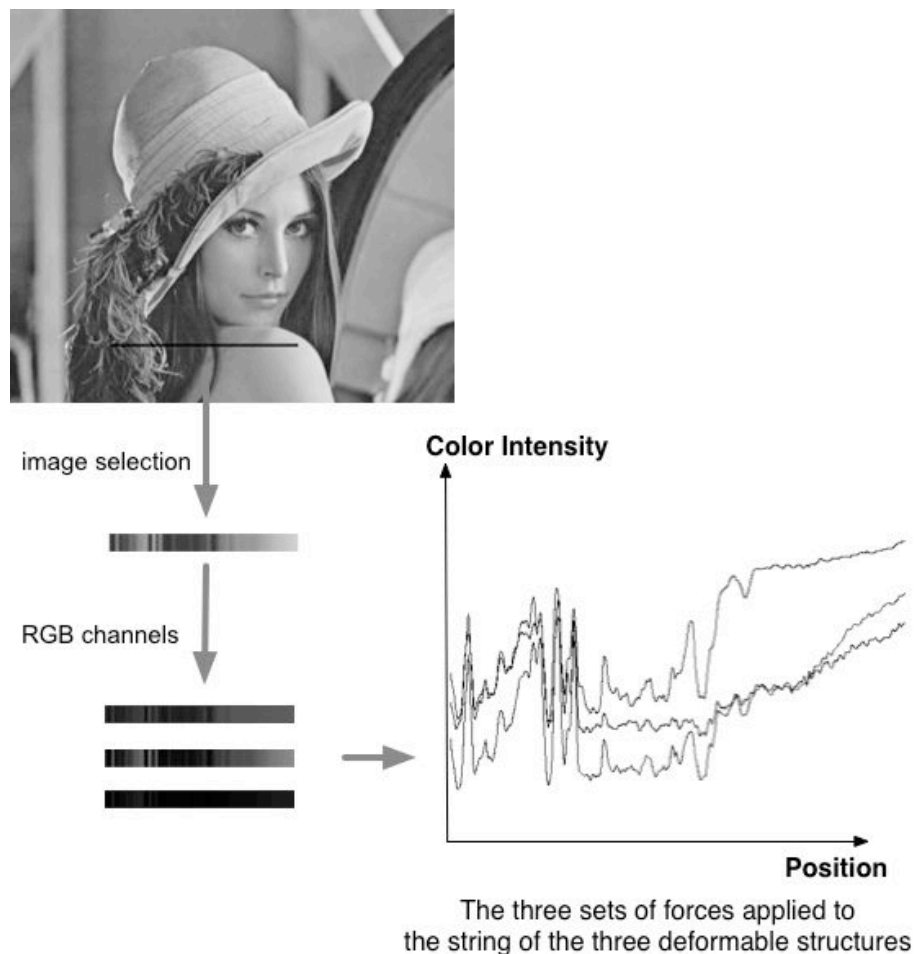 image selection
RGB channels
Color Intensity
Position
The three sets of forces applied to
the string of the three deformable structures